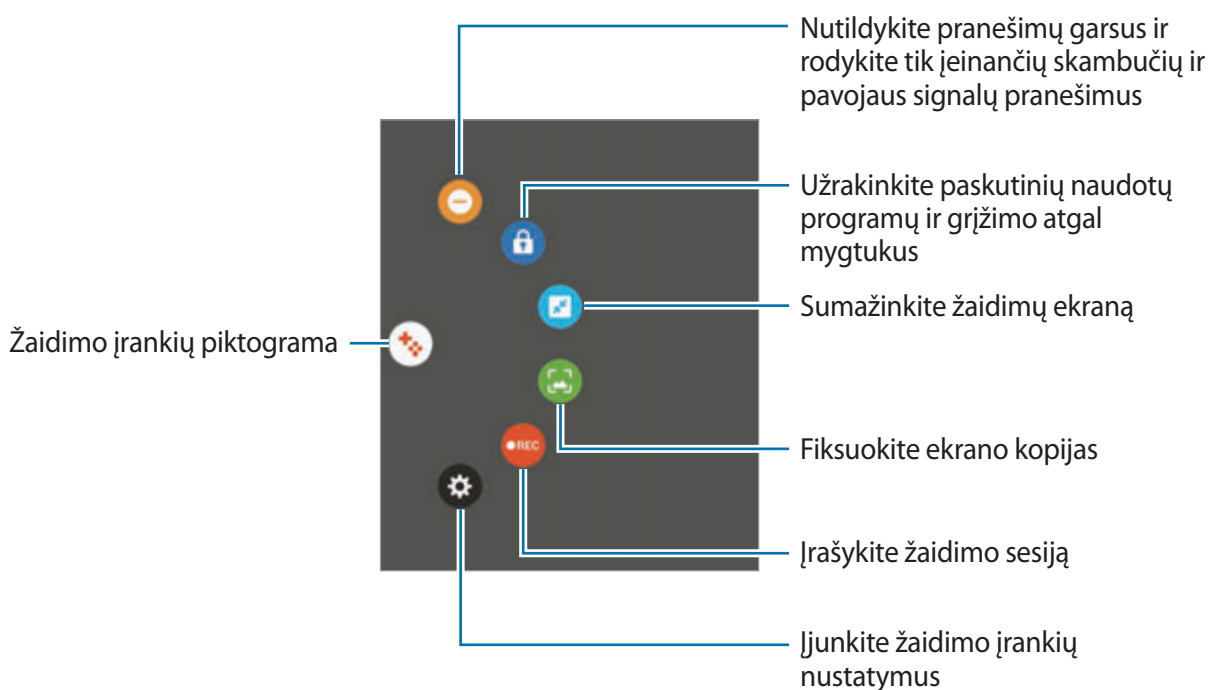 Nutildykite pranešimų garsus ir
rodykite tik įeinančių skambučių ir
pavojaus signalų pranešimus
Užrakinkite paskutinių naudotų
programų ir grįžimo atgal
mygtukus
Sumažinkite žaidimų ekraną
Žaidimo įrankių piktograma
Fiksuokite ekrano kopijas
REC
Įrašykite žaidimo sesiją
Įjunkite žaidimo įrankių
nustatymus